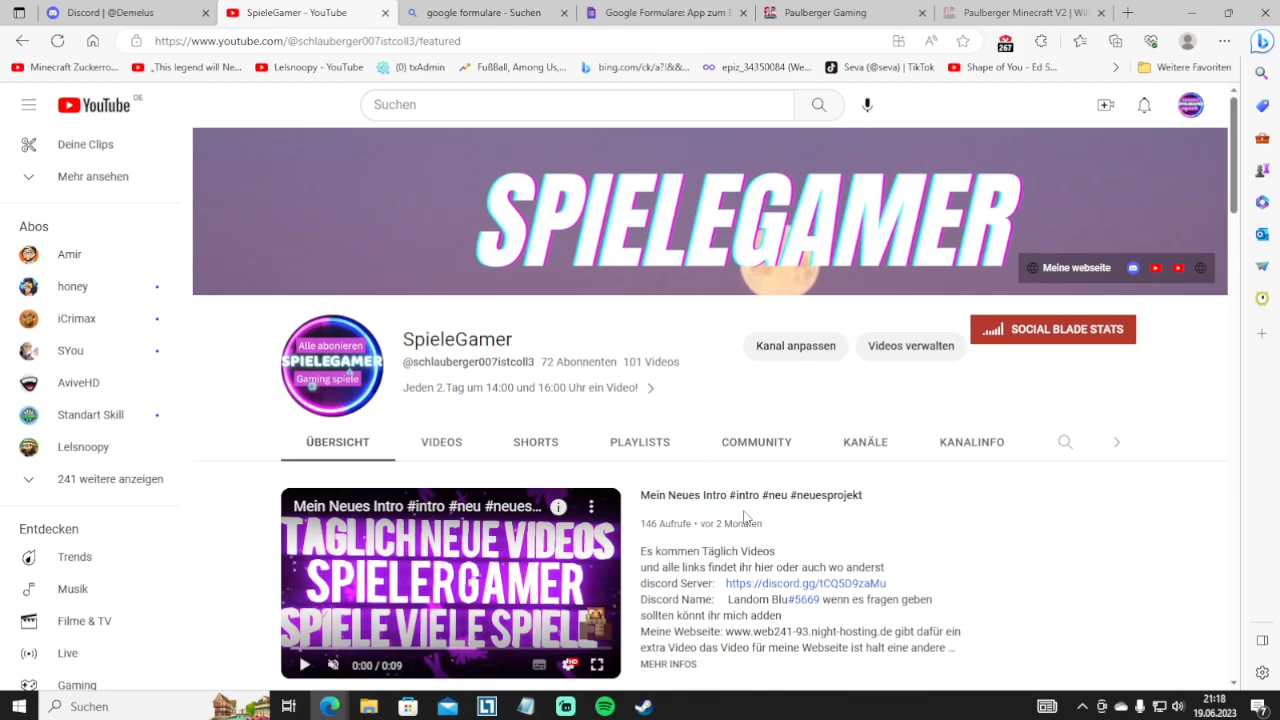 Discord | @Demelus
SpieleGamer - YouTube
google formular - Suchen
Google Formulare: App zum E
Paulberger Gaming
Paulberger Minecraft V2 | Wit
https://www.youtube.com/@schlauberger007istcoll3/featured
267
Minecraft Zuckerro...
„This legend will Ne...
Lelsnoopy - YouTube
(0) txAdmin
Fußball, Among Us,...
bing.com/ck/a?!&&...
epiz_34350084 (We...
Seva (@seva) | TikTok
Shape of You - Ed S...
Weitere Favoriten
YouTube DE
Suchen
Deine Clips
Mehr ansehen
Abos
Amir
honey
iCrimax
SYou
AviveHD
Standart Skill
Lelsnoopy
241 weitere anzeigen
Entdecken
Trends
Musik
Filme & TV
Live
Gaming
SPIELEGAMER
Meine webseite
Alle abonieren
SPIELEGAMER
Gaming spiele
SpieleGamer
@schlauberger007istcoll3 72 Abonnenten 101 Videos
Jeden 2.Tag um 14:00 und 16:00 Uhr ein Video!
Kanal anpassen
Videos verwalten
SOCIAL BLADE STATS
ÜBERSICHT
VIDEOS
SHORTS
PLAYLISTS
COMMUNITY
KANÄLE
KANALINFO
Mein Neues Intro #intro #neu #neues...
TÄGLICH NEUE VIDEOS
SPIELERGAMER
SPIELE VIELE SPIELE
0:00 / 0:09
HD
Mein Neues Intro #intro #neu #neuesprojekt
146 Aufrufe • vor 2 Monaten
Es kommen Täglich Videos
und alle links findet ihr hier oder auch wo anderst
discord Server: https://discord.gg/tCQ5D9zaMu
Discord Name: Landom Blu#5669 wenn es fragen geben
sollten könnt ihr mich adden
Meine Webseite: www.web241-93.night-hosting.de gibt dafür ein
extra Video das Video für meine Webseite ist halt eine andere ...
MEHR INFOS
Suchen
21:18
19.06.2023
7